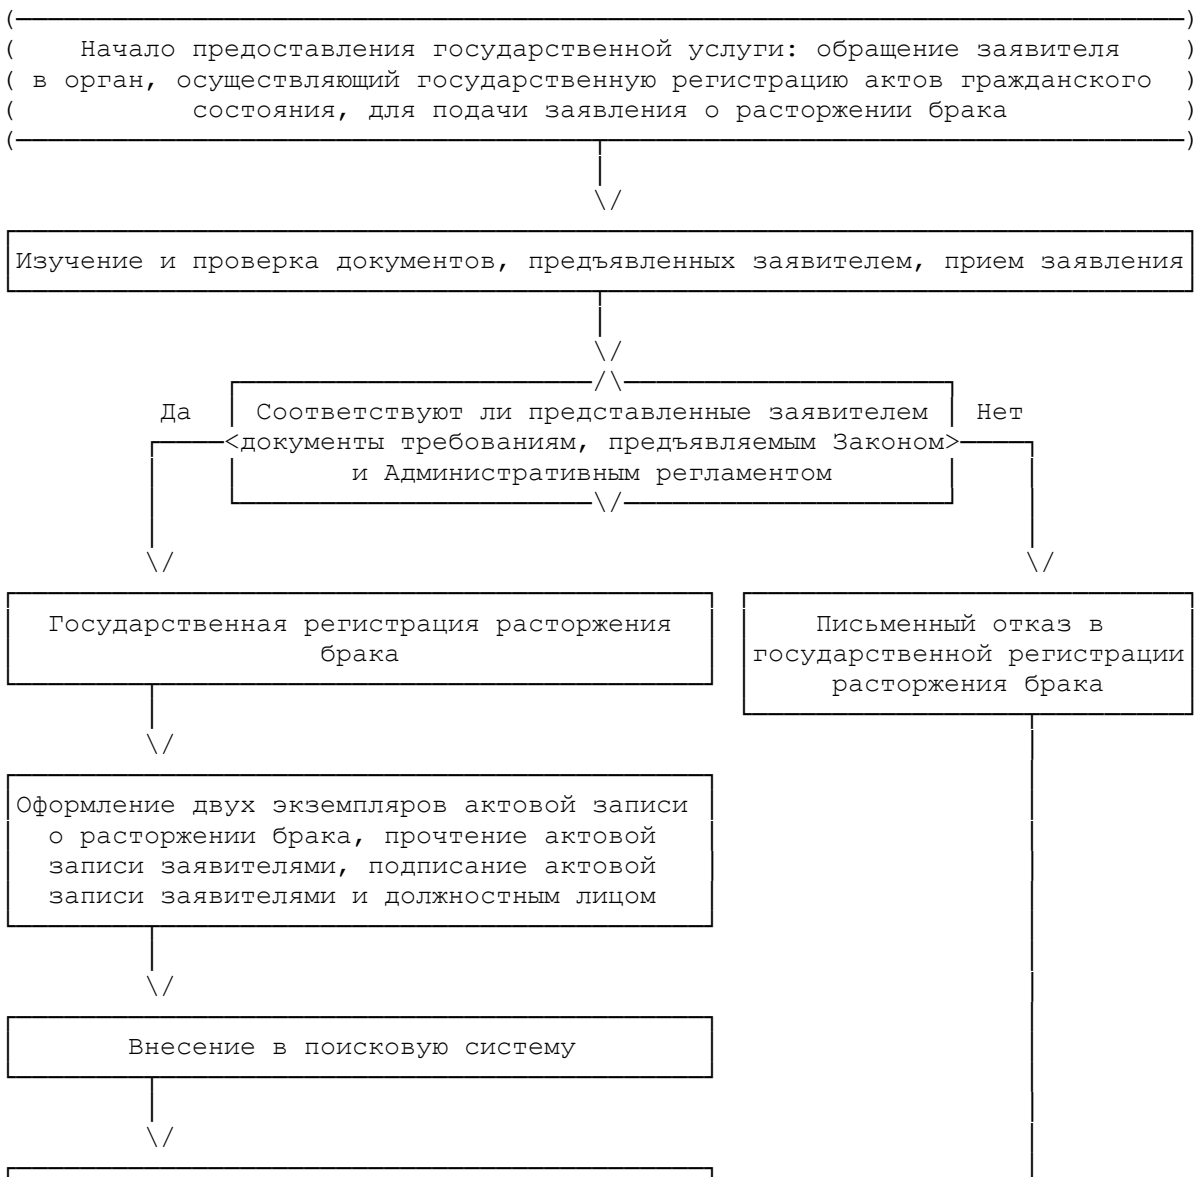 Начало предоставления государственной услуги: обращение заявителя
в орган, осуществляющий государственную регистрацию актов гражданского
состояния, для подачи заявления о расторжении брака
Изучение и проверка документов, предъявленных заявителем, прием заявления
Да
Соответствуют ли представленные заявителем
Нет
документы требованиям, предъявляемым Законом
и Административным регламентом
Государственная регистрация расторжения
брака
Письменный отказ в
государственной регистрации
расторжения брака
Оформление двух экземпляров актовой записи
о расторжении брака, прочтение актовой
записи заявителями, подписание актовой
записи заявителями и должностным лицом
Внесение в поисковую систему